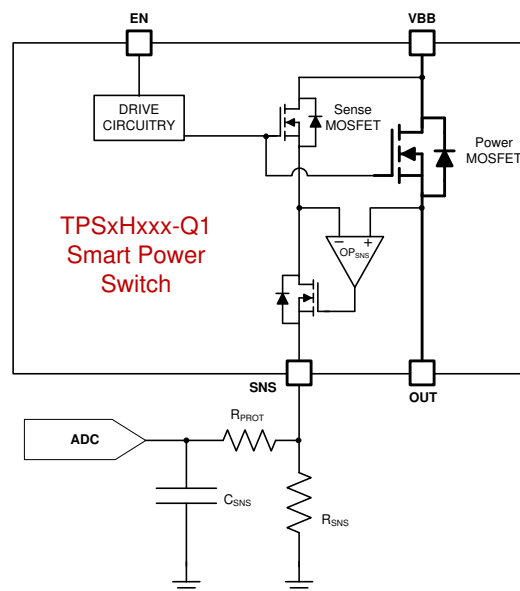 EN
VBB
DRIVE
CIRCUITRY
Sense
MOSFET
Power
MOSFET
TPSxHxxx-Q1
Smart Power
Switch
− +
OPSNS
SNS
OUT
RPROT
ADC
CSNS
RSNS